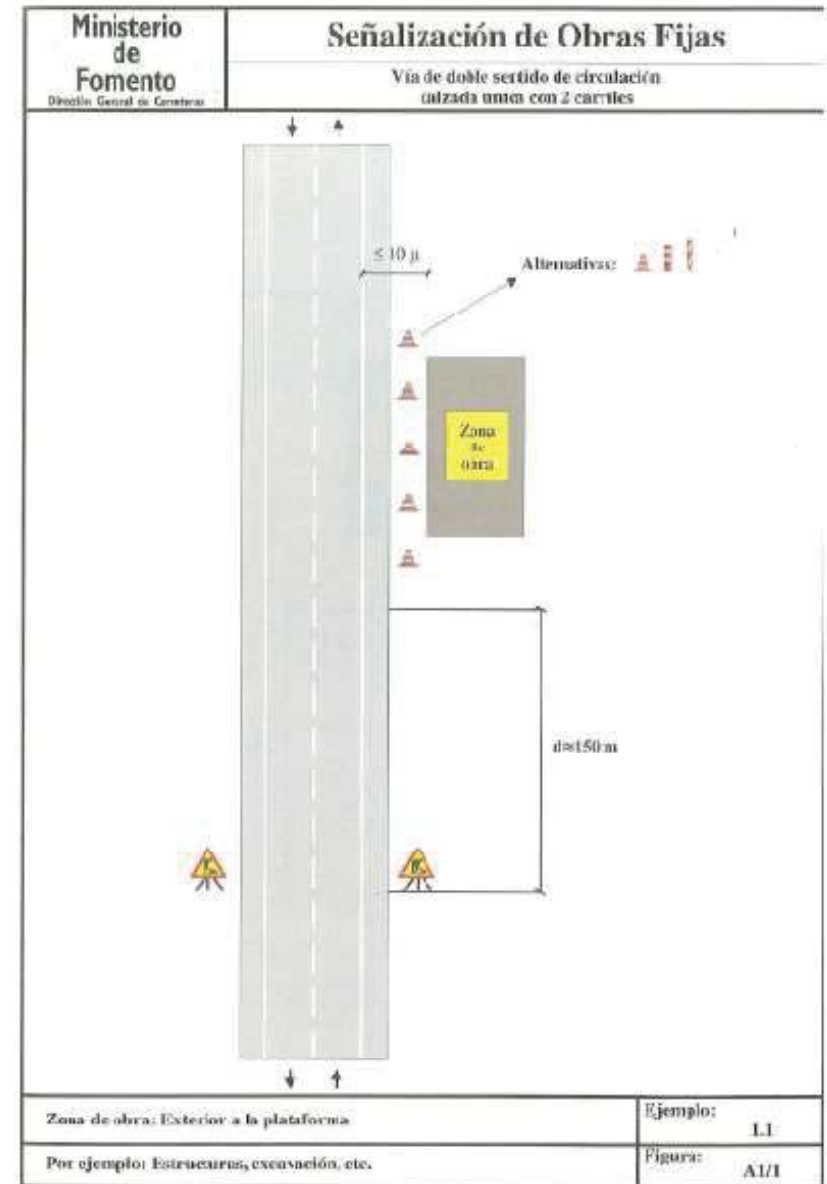 Ministerio
de
Fomento
Dirección General de Carreteras
Señalización de Obras Fijas
Vía de doble sentido de circulación
calzada única con 2 carriles
≤ 10 µ
Alternativas:
Zona
de
obra
d≈150 m
Zona de obra: Exterior a la plataforma
Ejemplo:
1.1
Por ejemplo: Estructuras, excavación, etc.
Figura:
A1/1